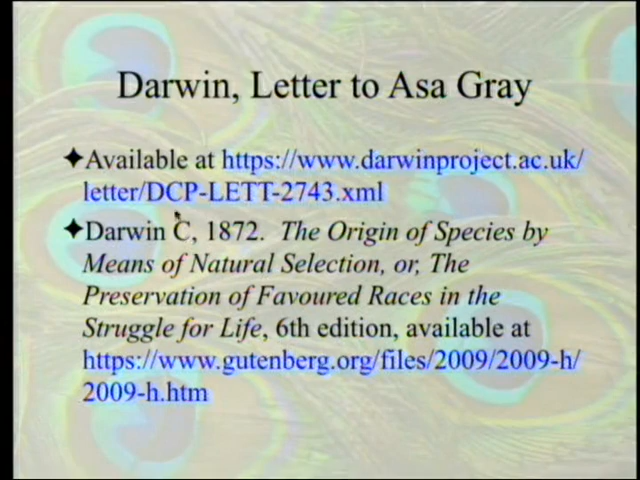 Darwin, Letter to Asa Gray
✦Available at https://www.darwinproject.ac.uk/
letter/DCP-LETT-2743.xml
✦Darwin C, 1872. The Origin of Species by
Means of Natural Selection, or, The
Preservation of Favoured Races in the
Struggle for Life, 6th edition, available at
https://www.gutenberg.org/files/2009/2009-h/
2009-h.htm